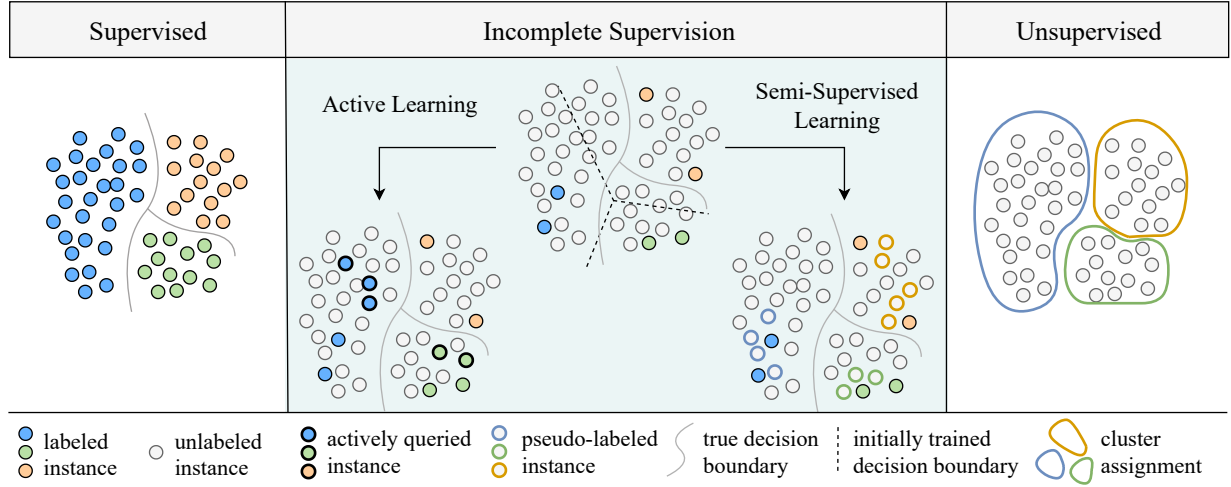 Supervised
Incomplete Supervision
Unsupervised
Active Learning
Semi-Supervised
Learning
labeled
instance
unlabeled
instance
actively queried
instance
pseudo-labeled
instance
true decision
boundary
initially trained
decision boundary
cluster
assignment